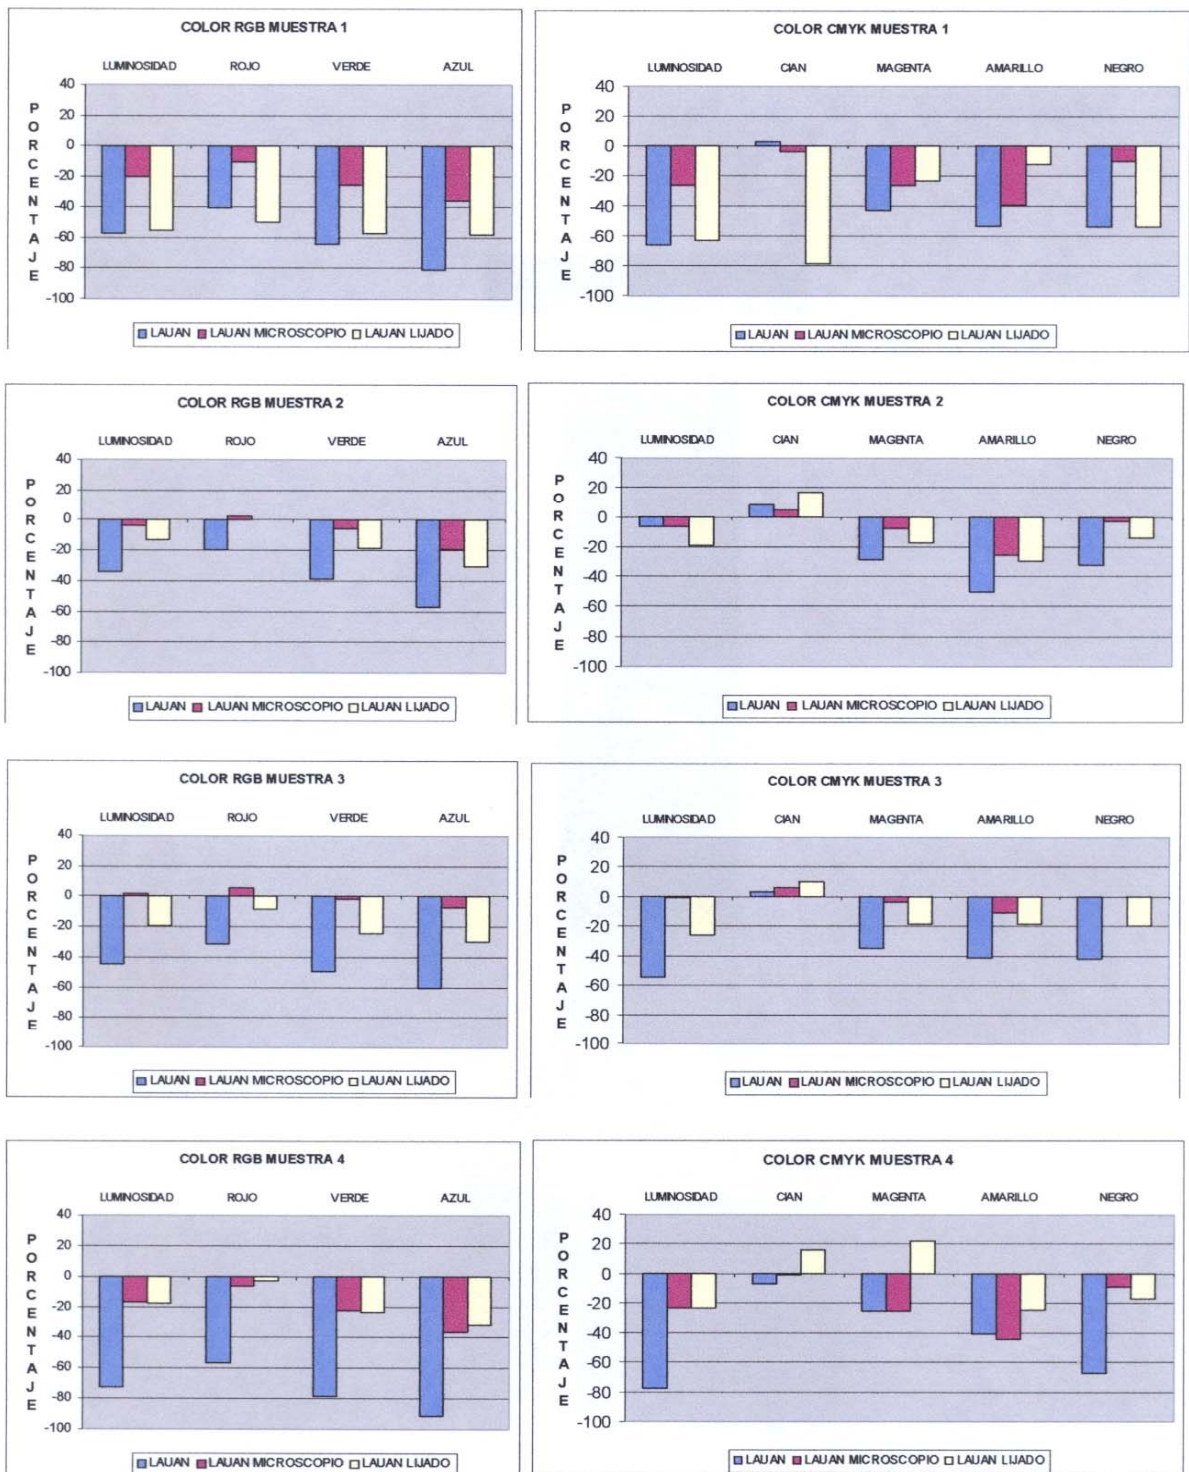 COLOR RGB MUESTRA 1
LUMINOSIDAD ROJO VERDE AZUL
PORCENTAJE
40
20
0
-20
-40
-60
-80
-100
LAUAN LAUAN MICROSCOPIO LAUAN LIJADO
COLOR CMYK MUESTRA 1
LUMINOSIDAD CIAN MAGENTA AMARILLO NEGRO
PORCENTAJE
40
20
0
-20
-40
-60
-80
-100
LAUAN LAUAN MICROSCOPIO LAUAN LIJADO
COLOR RGB MUESTRA 2
LUMINOSIDAD ROJO VERDE AZUL
PORCENTAJE
40
20
0
-20
-40
-60
-80
-100
LAUAN LAUAN MICROSCOPIO LAUAN LIJADO
COLOR CMYK MUESTRA 2
LUMINOSIDAD CIAN MAGENTA AMARILLO NEGRO
PORCENTAJE
40
20
0
-20
-40
-60
-80
-100
LAUAN LAUAN MICROSCOPIO LAUAN LIJADO
COLOR RGB MUESTRA 3
LUMINOSIDAD ROJO VERDE AZUL
PORCENTAJE
40
20
0
-20
-40
-60
-80
-100
LAUAN LAUAN MICROSCOPIO LAUAN LIJADO
COLOR CMYK MUESTRA 3
LUMINOSIDAD CIAN MAGENTA AMARILLO NEGRO
PORCENTAJE
40
20
0
-20
-40
-60
-80
-100
LAUAN LAUAN MICROSCOPIO LAUAN LIJADO
COLOR RGB MUESTRA 4
LUMINOSIDAD ROJO VERDE AZUL
PORCENTAJE
40
20
0
-20
-40
-60
-80
-100
LAUAN LAUAN MICROSCOPIO LAUAN LIJADO
COLOR CMYK MUESTRA 4
LUMINOSIDAD CIAN MAGENTA AMARILLO NEGRO
PORCENTAJE
40
20
0
-20
-40
-60
-80
-100
LAUAN LAUAN MICROSCOPIO LAUAN LIJADO